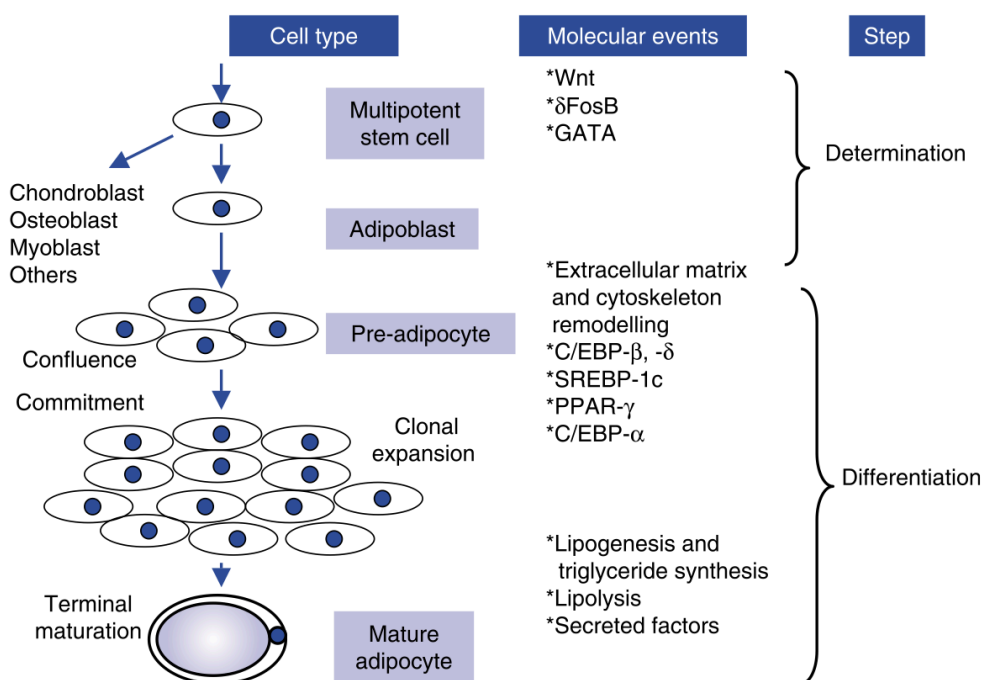 Cell type
Molecular events
Step
Multipotent
stem cell
*Wnt
*δFosB
*GATA
Determination
Chondroblast
Osteoblast
Myoblast
Others
Adipoblast
*Extracellular matrix
and cytoskeleton
remodelling
*C/EBP-β, -δ
*SREBP-1c
*PPAR-γ
*C/EBP-α
Pre-adipocyte
Confluence
Commitment
Clonal
expansion
Differentiation
*Lipogenesis and
triglyceride synthesis
*Lipolysis
*Secreted factors
Terminal
maturation
Mature
adipocyte